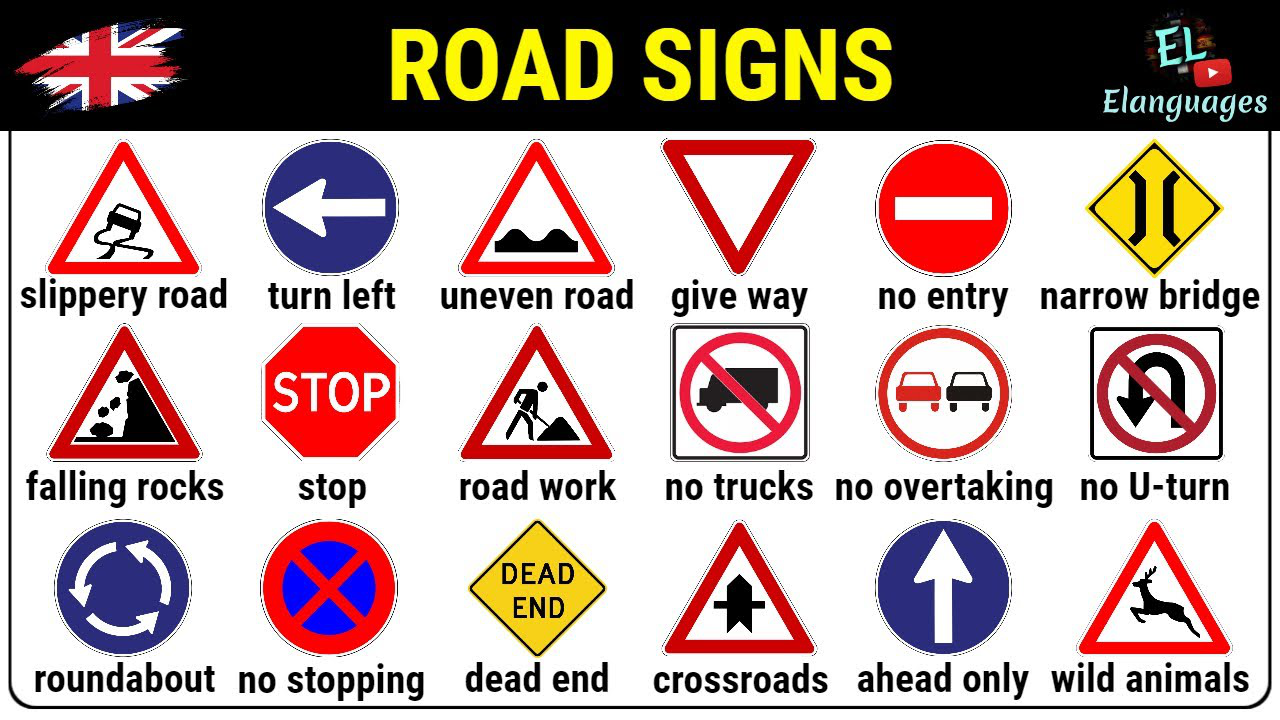 ROAD SIGNS
EL
Elanguages
slippery road
turn left
uneven road
give way
no entry
narrow bridge
STOP
falling rocks
stop
road work
no trucks
no overtaking
no U-turn
DEAD
END
roundabout
no stopping
dead end
crossroads
ahead only
wild animals